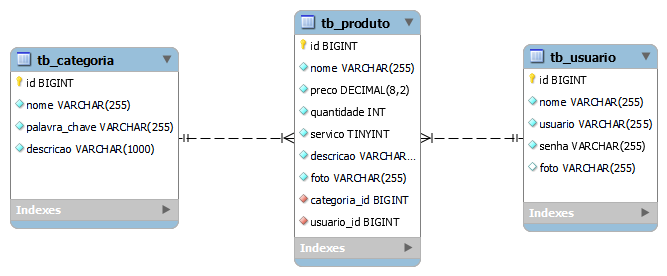 tb_categoria
id BIGINT
nome VARCHAR(255)
palavra_chave VARCHAR(255)
descricao VARCHAR(1000)
Indexes
tb_produto
id BIGINT
nome VARCHAR(255)
preco DECIMAL(8,2)
quantidade INT
servico TINYINT
descricao VARCHAR...
foto VARCHAR(255)
categoria_id BIGINT
usuario_id BIGINT
Indexes
tb_usuario
id BIGINT
nome VARCHAR(255)
usuario VARCHAR(255)
senha VARCHAR(255)
foto VARCHAR(255)
Indexes